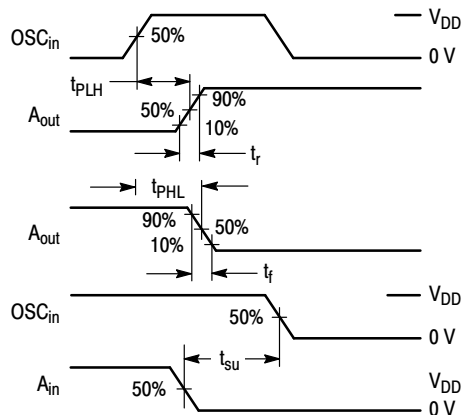 V_DD
OSC_in
50%
0 V
t_PLH
90%
50%
A_out
10%
t_r
t_PHL
90%
50%
A_out
10%
t_f
V_DD
OSC_in
50%
0 V
t_su
V_DD
A_in
50%
0 V